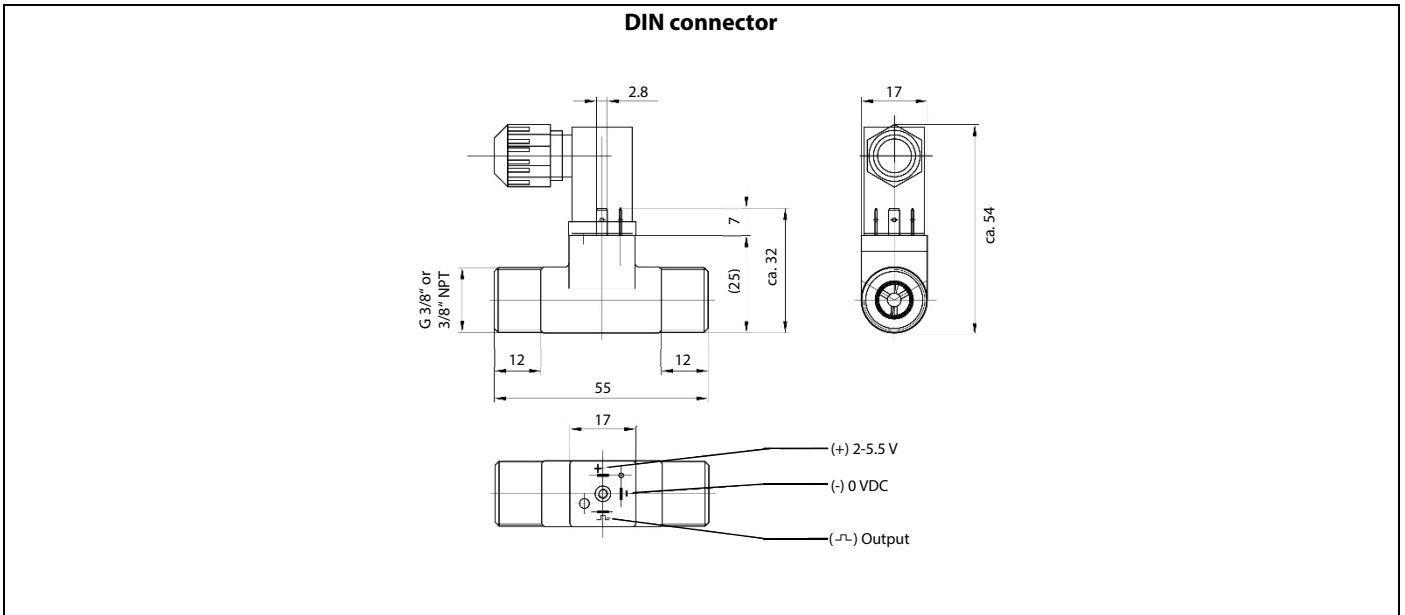 DIN connector
2.8
17
7
(25)
ca. 32
ca. 54
G 3/8“ or
3/8“ NPT
12
12
55
17
+
-
(+) 2-5.5 V
(-) 0 VDC
(⎍) Output